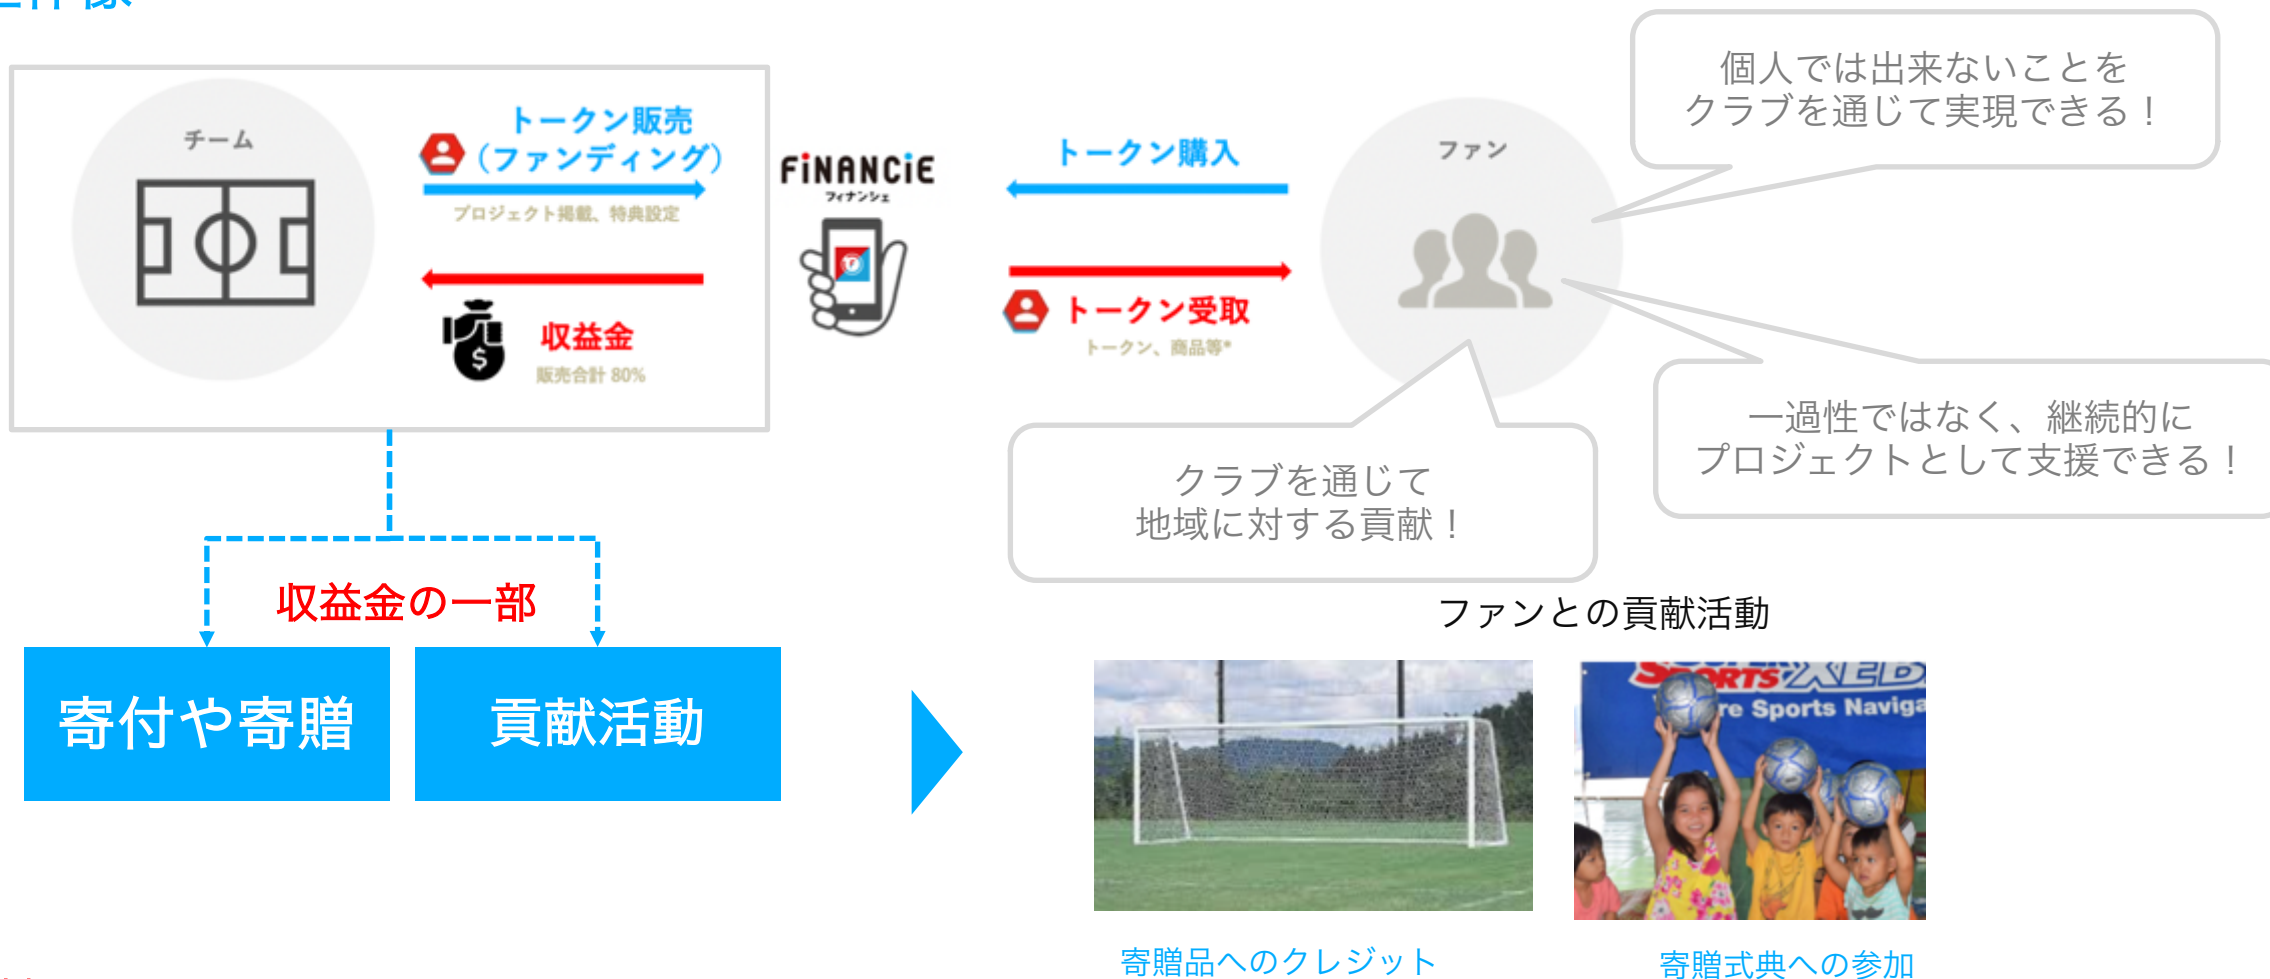 チーム
トークン販売
(ファンディング)
プロジェクト掲載、特典設定
収益金
販売合計 80%
FiNANCiE
フィナンシェ
トークン購入
トークン受取
トークン、商品等*
ファン
個人では出来ないことを
クラブを通じて実現できる！
一過性ではなく、継続的に
プロジェクトとして支援できる！
クラブを通じて
地域に対する貢献！
収益金の一部
寄付や寄贈
貢献活動
ファンとの貢献活動
SPORTS XEB
re Sports Naviga
寄贈品へのクレジット
寄贈式典への参加